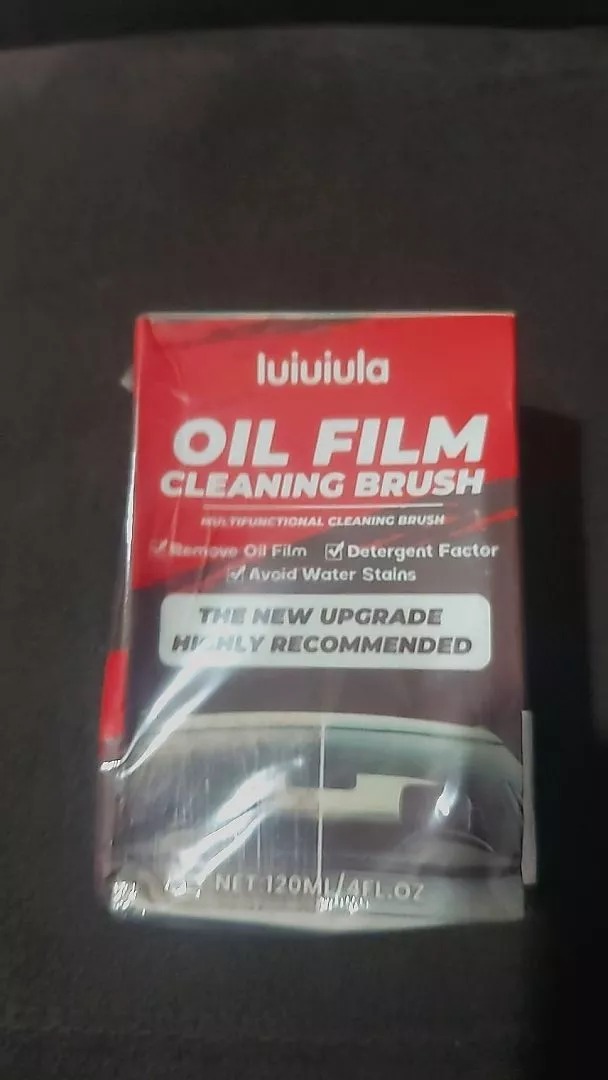 luiuiula
OIL FILM
CLEANING BRUSH
MULTIFUNCTIONAL CLEANING BRUSH
Remove Oil Film Detergent Factor
Avoid Water Stains
THE NEW UPGRADE
HIGHLY RECOMMENDED
NET 120ML/4FL.OZ